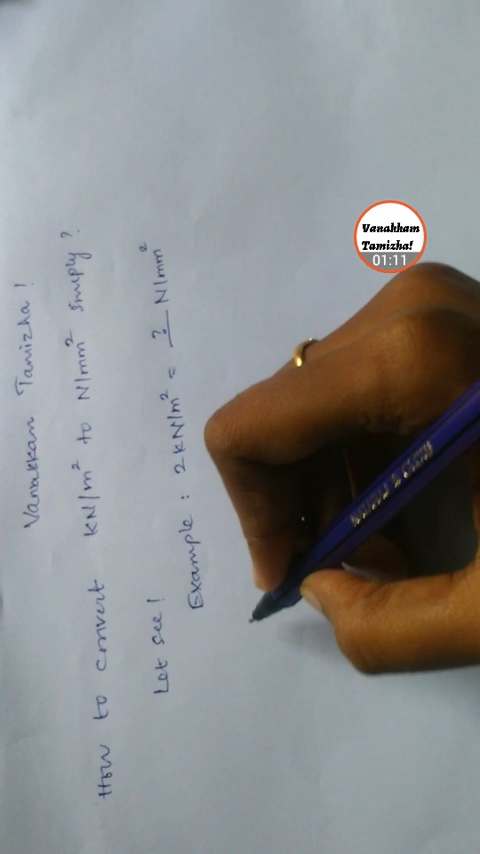 Vanakkam Tamizha!
How to convert KN/m² to N/mm² simply?
Let see!
Example : 2 KN/m² = ? N/mm²
Vanakham
Tamizha!
01:11